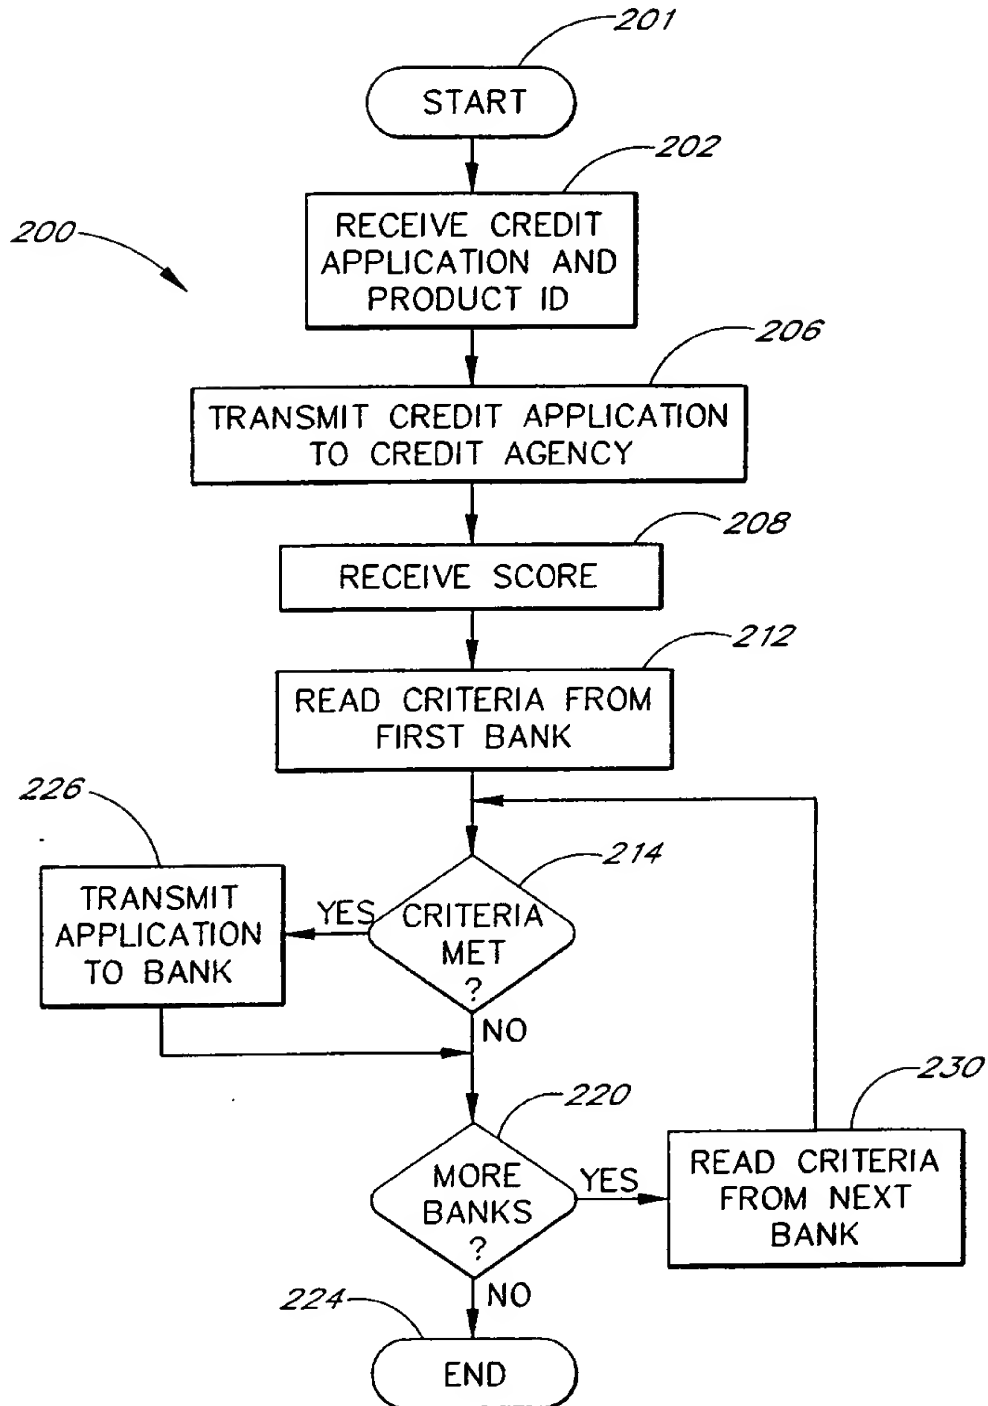 201
START
202
200
RECEIVE CREDIT
APPLICATION AND
PRODUCT ID
206
TRANSMIT CREDIT APPLICATION
TO CREDIT AGENCY
208
RECEIVE SCORE
212
READ CRITERIA FROM
FIRST BANK
226
214
TRANSMIT
APPLICATION
TO BANK
YES
CRITERIA
MET
?
NO
220
230
MORE
BANKS
?
YES
READ CRITERIA
FROM NEXT
BANK
NO
224
END